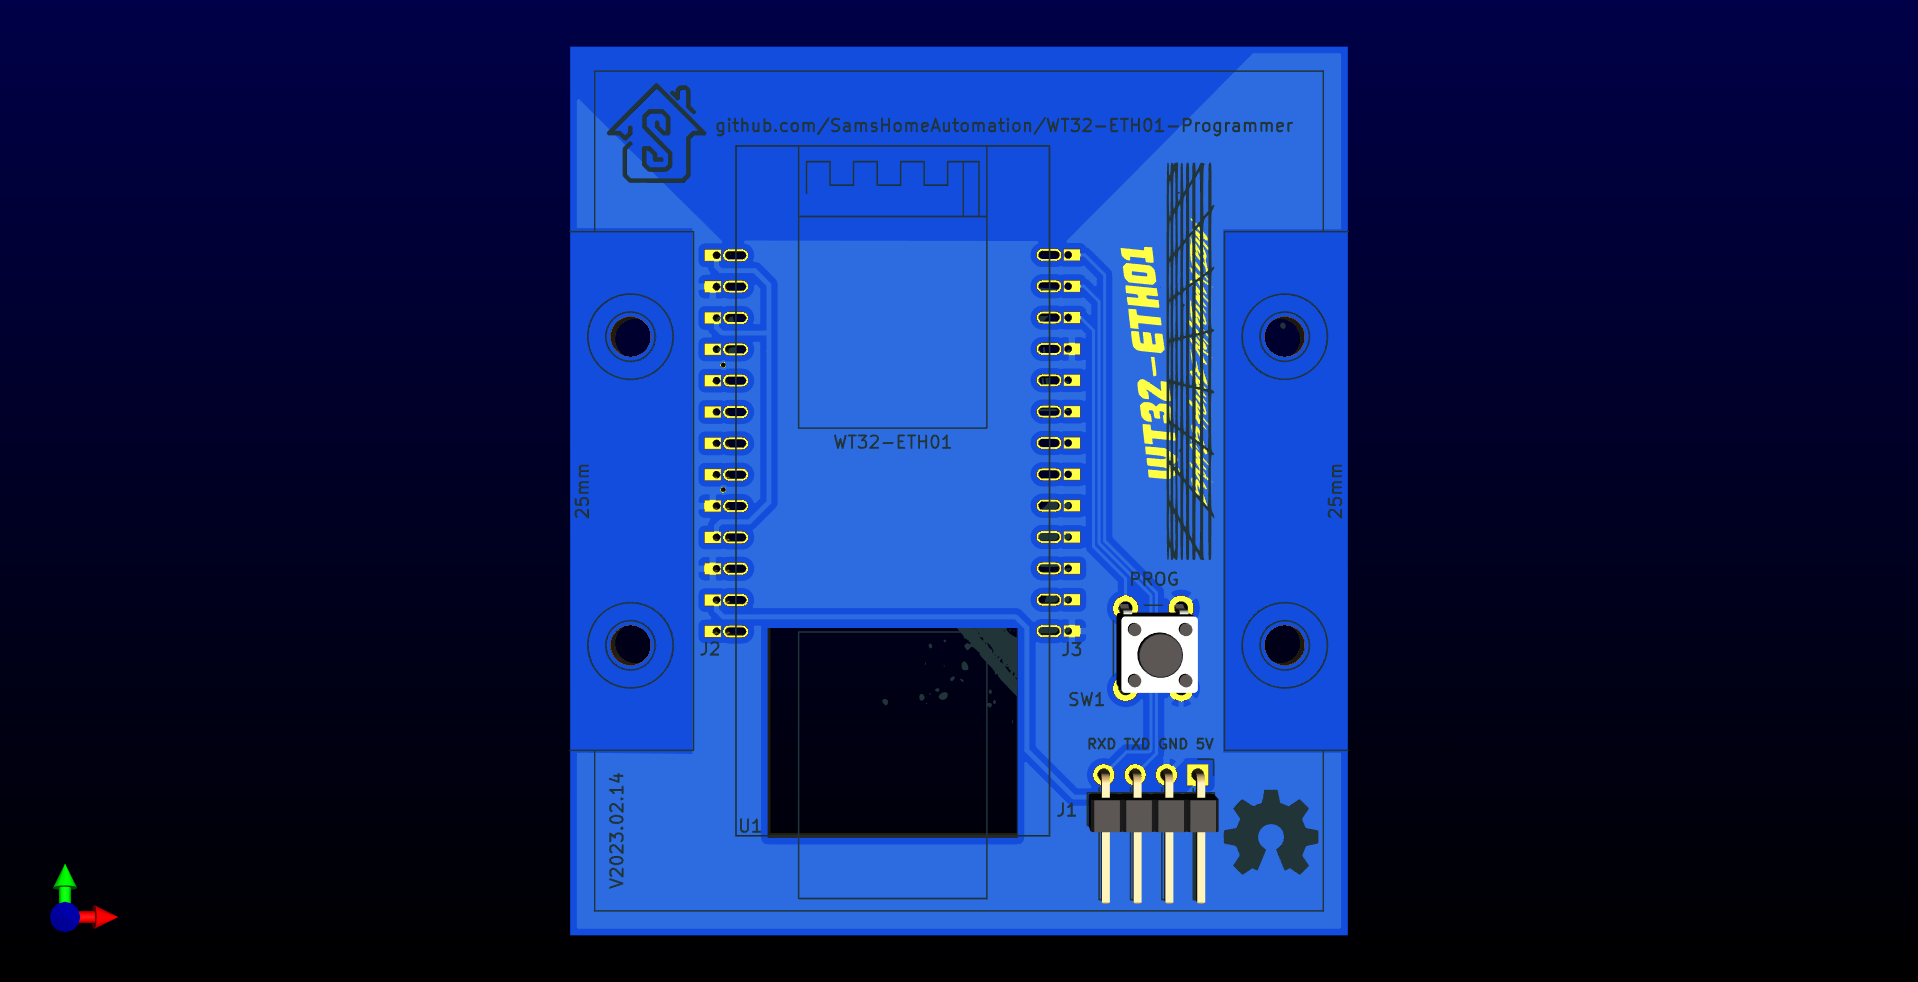 github.com/SamsHomeAutomation/WT32-ETH01-Programmer
WT32-ETH01
WT32-ETH01
25mm
25mm
PROG
J2
J3
SW1
RXD TXD GND 5V
J1
U1
V2023.02.14